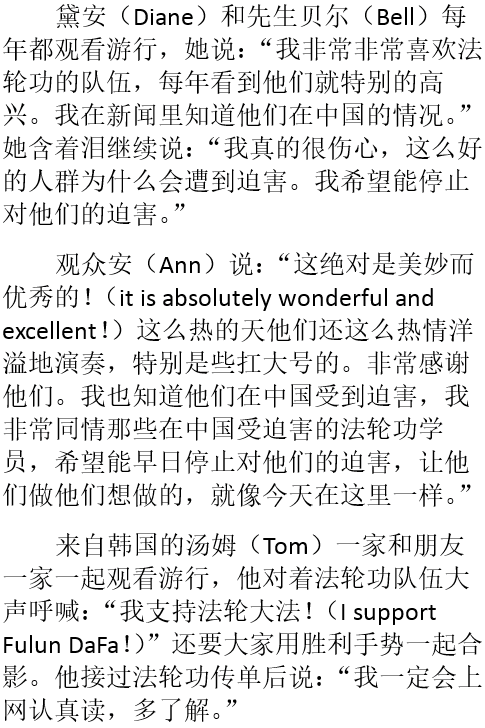 黛安（Diane）和先生贝尔（Bell）每
年都观看游行，她说：“我非常非常喜欢法
轮功的队伍，每年看到他们就特别的高
兴。我在新闻里知道他们在中国的情况。”
她含着泪继续说：“我真的很伤心，这么好
的人群为什么会遭到迫害。我希望能停止
对他们的迫害。”
观众安（Ann）说：“这绝对是美妙而
优秀的！（it is absolutely wonderful and
excellent！）这么热的天他们还这么热情洋
溢地演奏，特别是些扛大号的。非常感谢
他们。我也知道他们在中国受到迫害，我
非常同情那些在中国受迫害的法轮功学
员，希望能早日停止对他们的迫害，让他
们做他们想做的，就像今天在这里一样。”
来自韩国的汤姆（Tom）一家和朋友
一家一起观看游行，他对着法轮功队伍大
声呼喊：“我支持法轮大法！（I support
Fulun DaFa！）”还要大家用胜利手势一起合
影。他接过法轮功传单后说：“我一定会上
网认真读，多了解。”